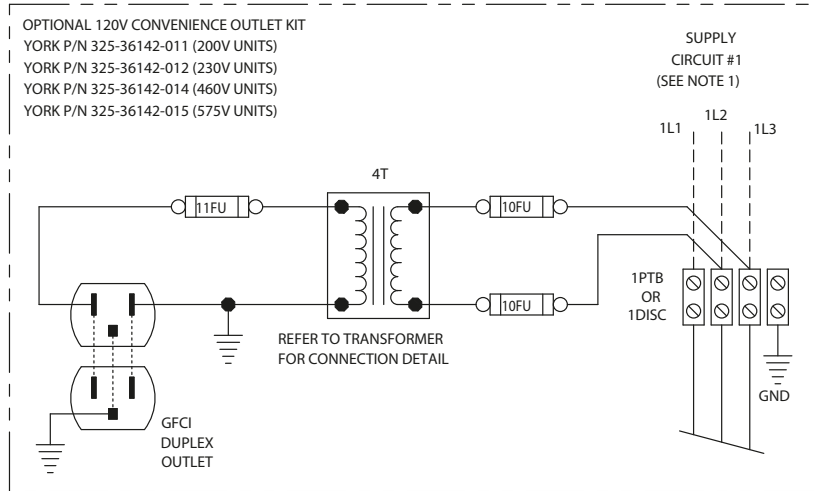 OPTIONAL 120V CONVENIENCE OUTLET KIT
YORK P/N 325-36142-011 (200V UNITS)
YORK P/N 325-36142-012 (230V UNITS)
YORK P/N 325-36142-014 (460V UNITS)
YORK P/N 325-36142-015 (575V UNITS)
SUPPLY
CIRCUIT #1
(SEE NOTE 1)
1L1
1L2
1L3
4T
11FU
10FU
10FU
1PTB
OR
1DISC
REFER TO TRANSFORMER
FOR CONNECTION DETAIL
GND
GFCI
DUPLEX
OUTLET